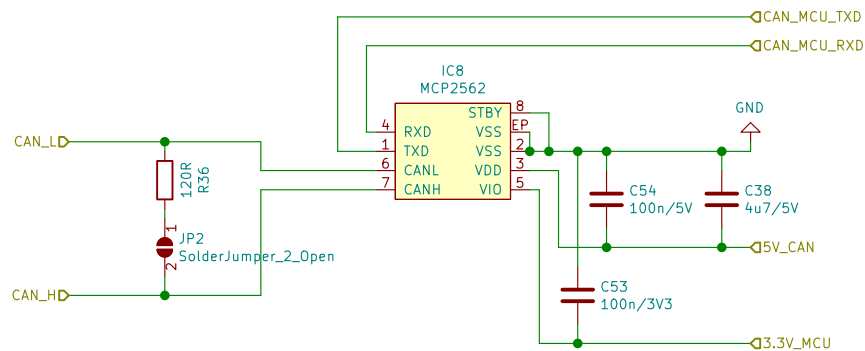 CAN_MCU_TXD
CAN_MCU_RXD
IC8
MCP2562
GND
8
STBY
4
RXD
EP
VSS
1
TXD
2
VSS
6
CANL
3
VDD
7
CANH
5
VIO
CAN_L
120R
R36
C54
100n/5V
C38
4u7/5V
1
JP2
SolderJumper_2_Open
2
5V_CAN
CAN_H
C53
100n/3V3
3.3V_MCU